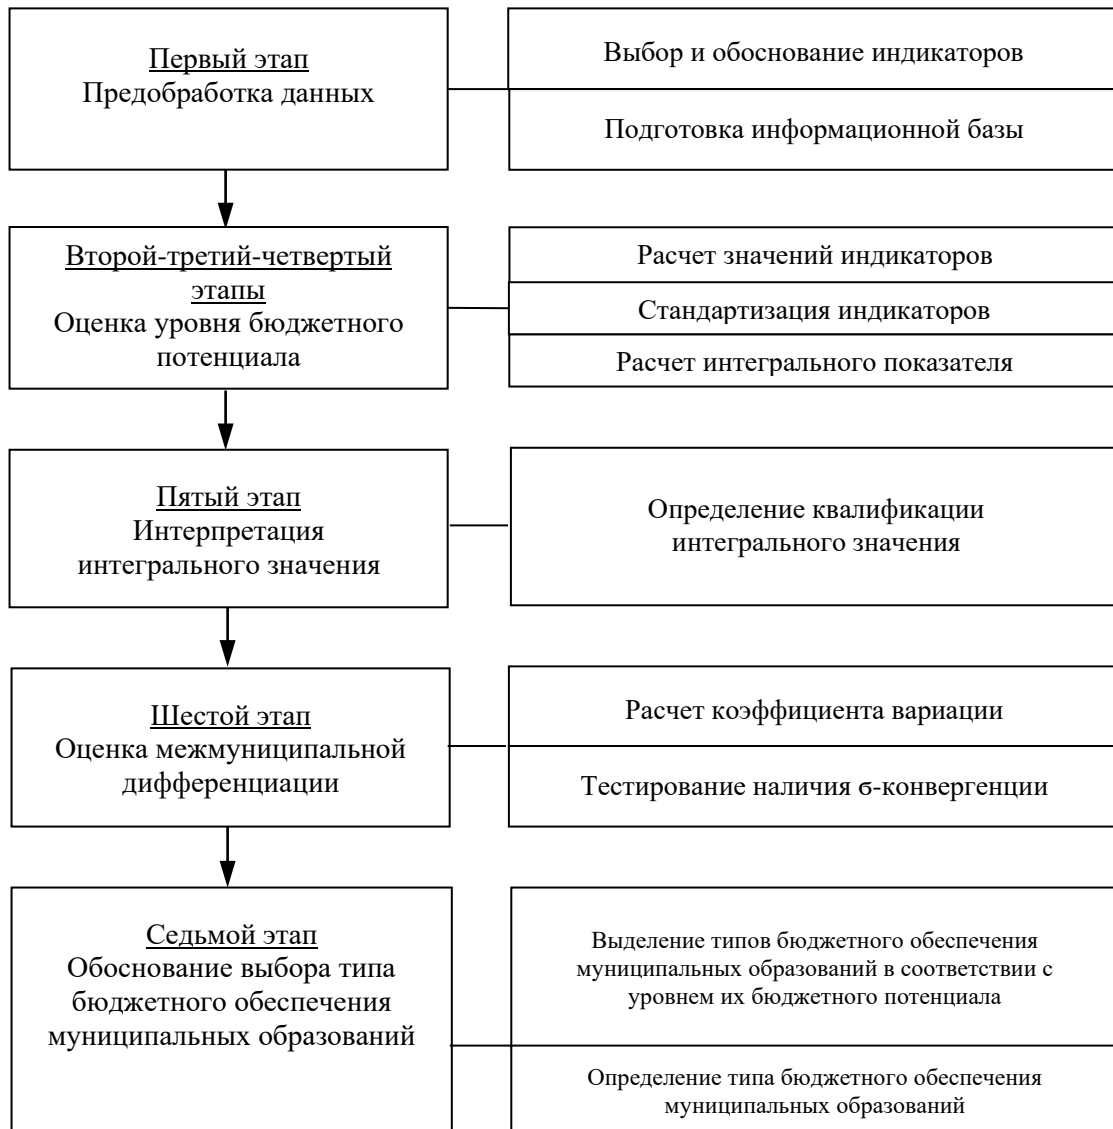 Первый этап
Предобработка данных
Выбор и обоснование индикаторов
Подготовка информационной базы
Второй-третий-четвертый
этапы
Оценка уровня бюджетного
потенциала
Расчет значений индикаторов
Стандартизация индикаторов
Расчет интегрального показателя
Пятый этап
Интерпретация
интегрального значения
Определение квалификации
интегрального значения
Шестой этап
Оценка межмуниципальной
дифференциации
Расчет коэффициента вариации
Тестирование наличия ϭ-конвергенции
Седьмой этап
Обоснование выбора типа
бюджетного обеспечения
муниципальных образований
Выделение типов бюджетного обеспечения
муниципальных образований в соответствии с
уровнем их бюджетного потенциала
Определение типа бюджетного обеспечения
муниципальных образований